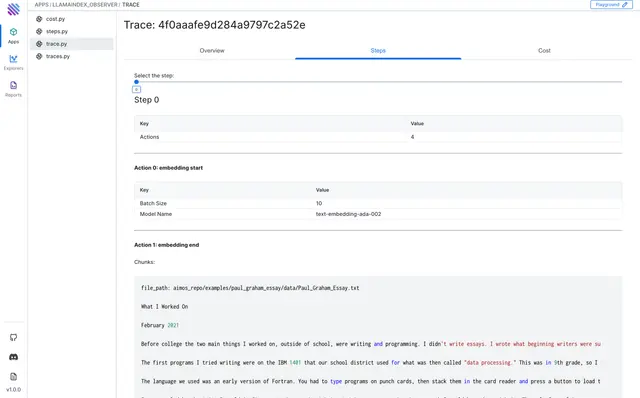 APPS / LLAMAINDEX_OBSERVER / TRACE
Playground
Apps
Explorers
Reports
v1.0.0
cost.py
steps.py
trace.py
traces.py
Trace: 4f0aaafe9d284a9797c2a52e
Overview Steps Cost
Select the step:
0
Step 0
Key Value
Actions 4
Action 0: embedding start
Key Value
Batch Size 10
Model Name text-embedding-ada-002
Action 1: embedding end
Chunks:
file_path: aimos_repo/examples/paul_graham_essay/data/Paul_Graham_Essay.txt
What I Worked On
February 2021
Before college the two main things I worked on, outside of school, were writing and programming. I didn't write essays. I wrote what beginning writers were su
The first programs I tried writing were on the IBM 1401 that our school district used for what was then called "data processing." This was in 9th grade, so I
The language we used was an early version of Fortran. You had to type programs on punch cards, then stack them in the card reader and press a button to load t